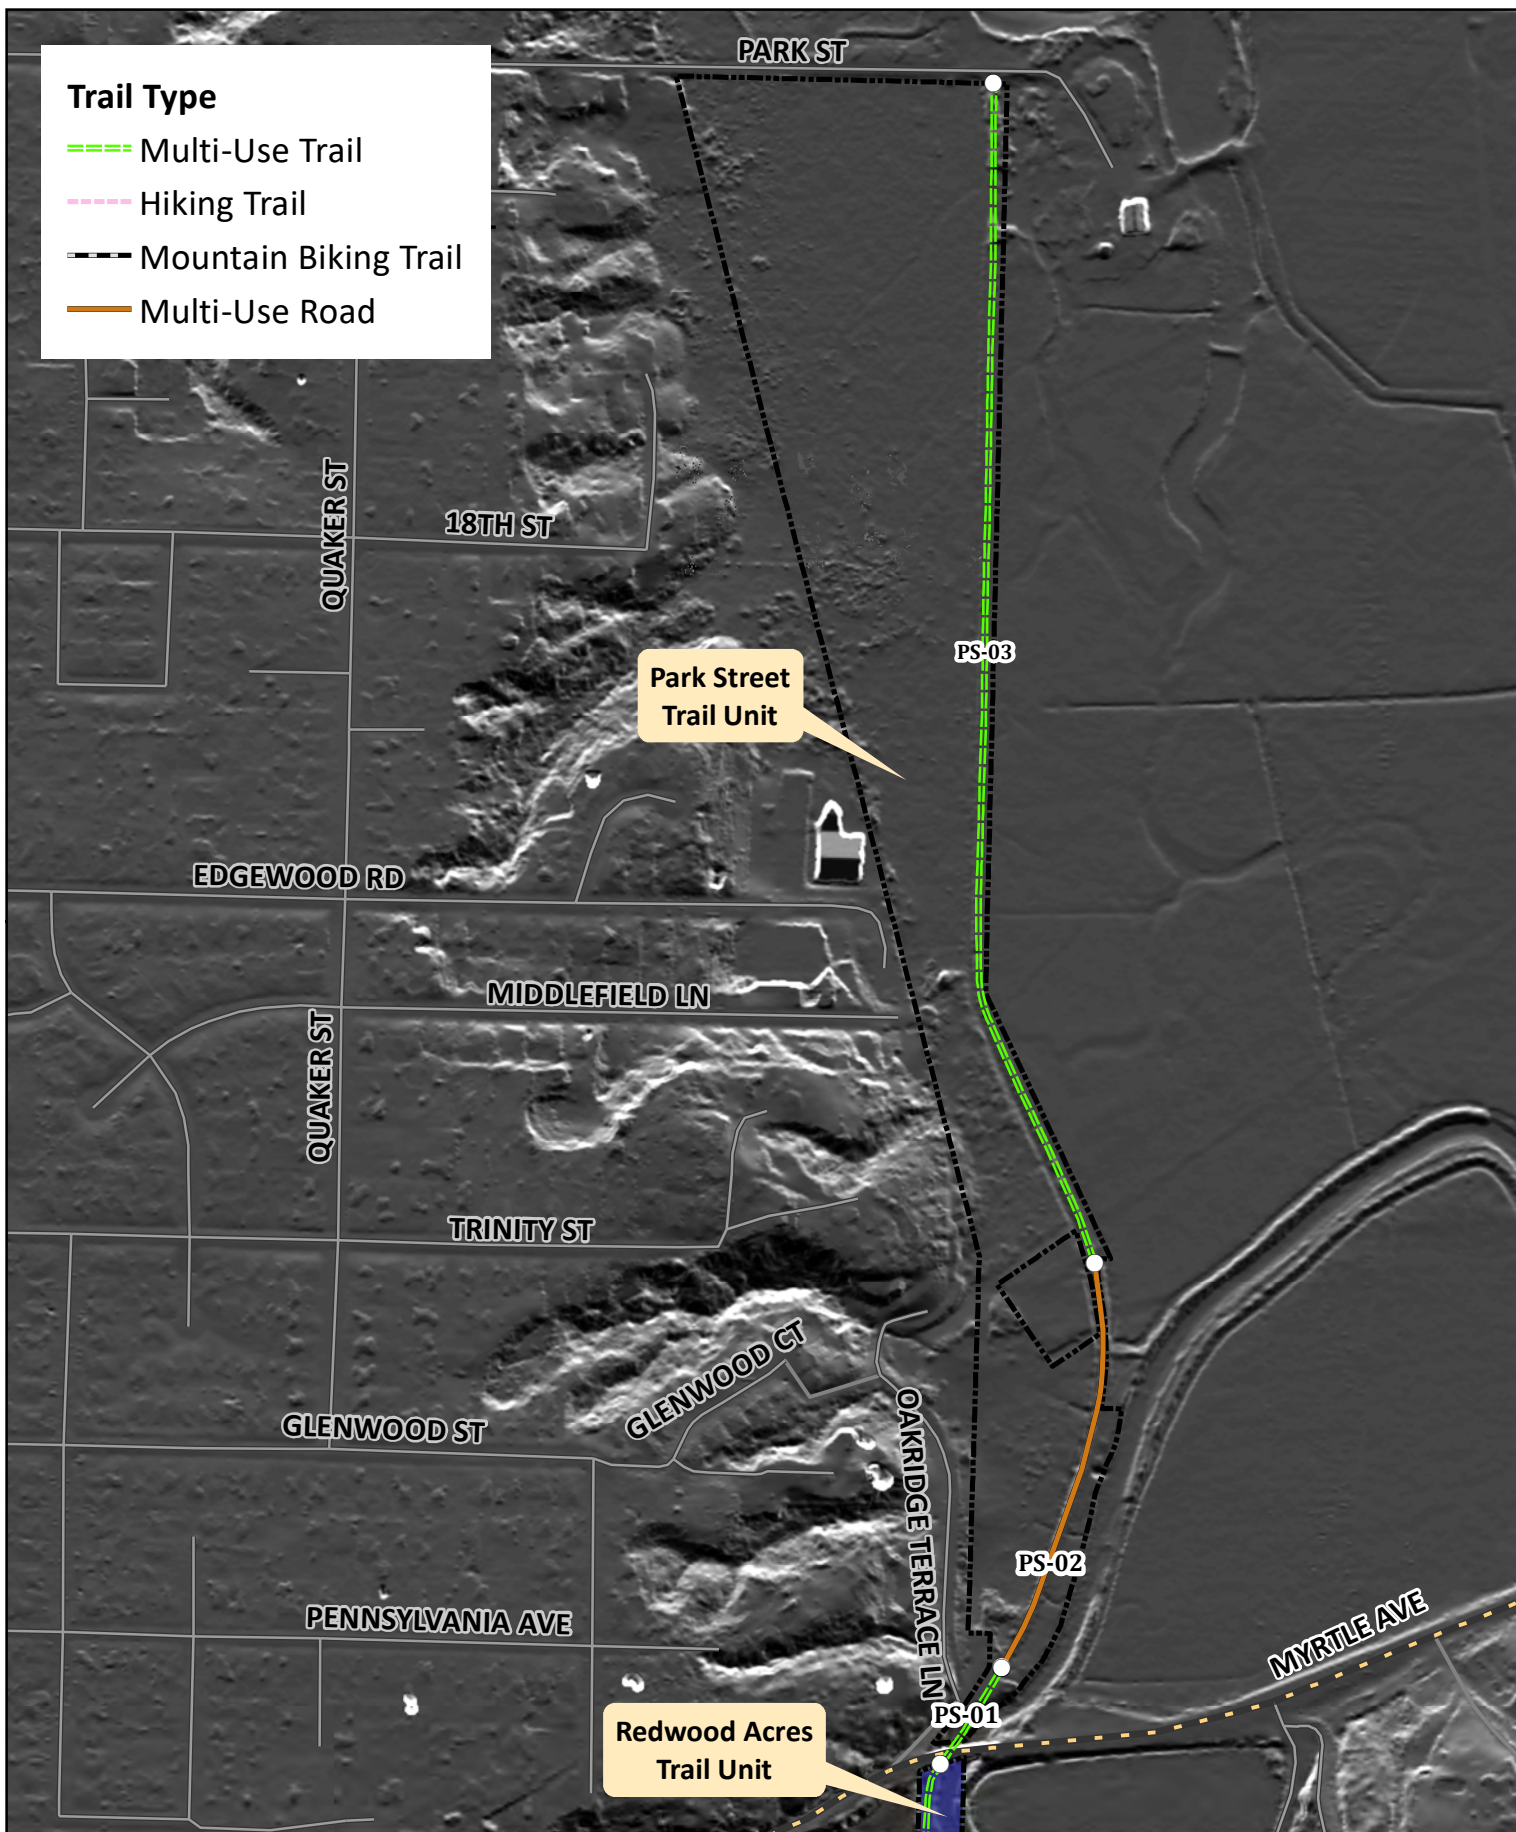 PARK ST
Trail Type
Multi-Use Trail
Hiking Trail
Mountain Biking Trail
Multi-Use Road
QUAKER ST
18TH ST
PS-03
Park Street
Trail Unit
EDGEWOOD RD
MIDDLEFIELD LN
QUAKER ST
TRINITY ST
GLENWOOD CT
GLENWOOD ST
OAKRIDGE TERRACE LN
PS-02
PENNSYLVANIA AVE
MYRTLE AVE
PS-01
Redwood Acres
Trail Unit